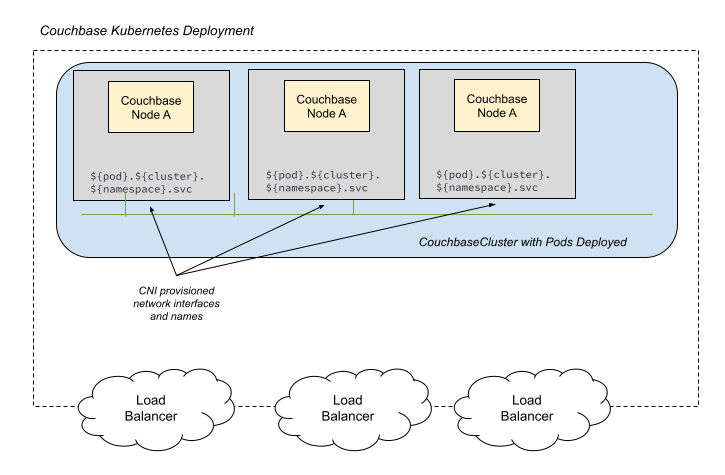 Couchbase Kubernetes Deployment
Couchbase
Node A
Couchbase
Node A
Couchbase
Node A
${pod}.${cluster}.
${namespace}.svc
${pod}.${cluster}.
${namespace}.svc
${pod}.${cluster}.
${namespace}.svc
CouchbaseCluster with Pods Deployed
CNI provisioned
network interfaces
and names
Load
Balancer
Load
Balancer
Load
Balancer